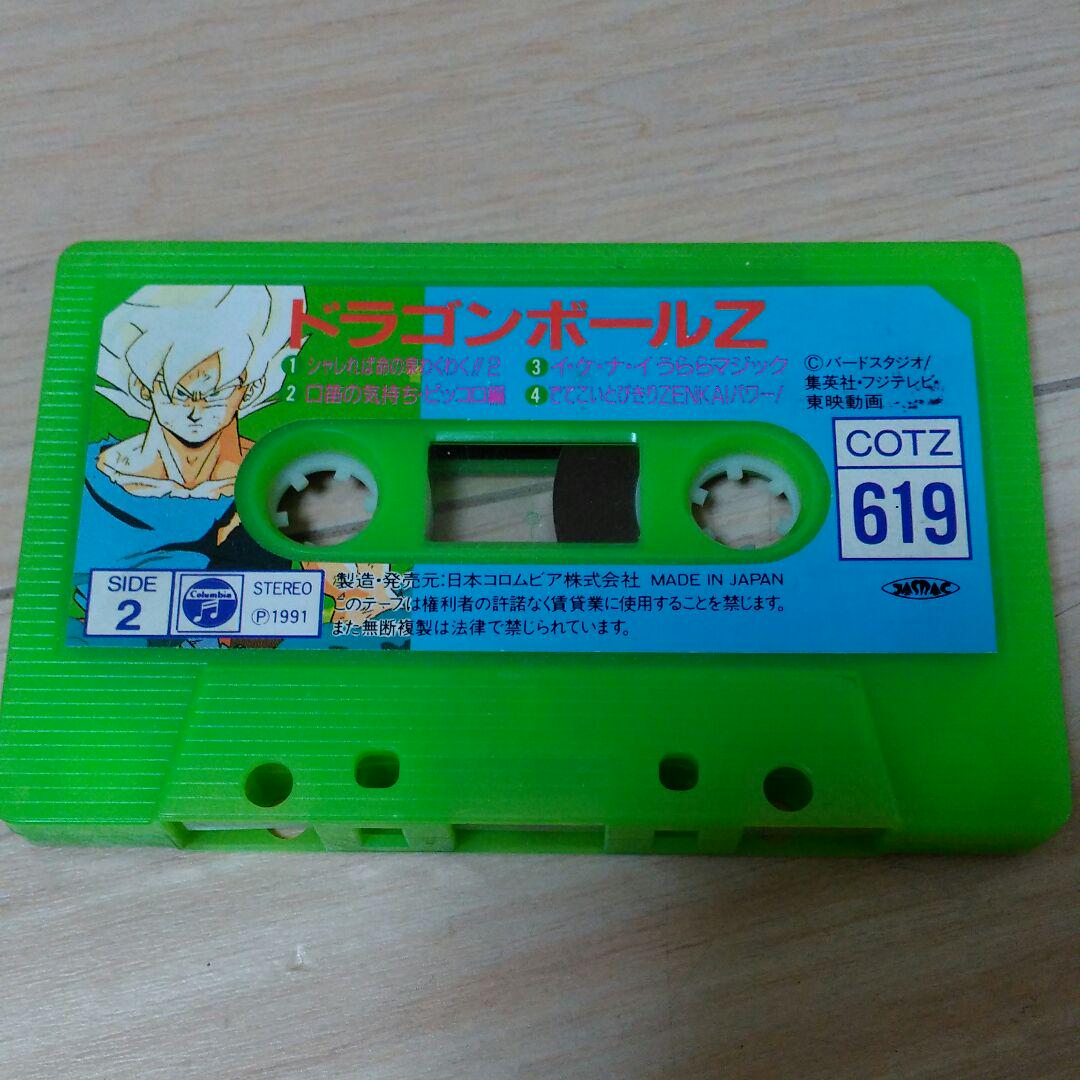 ドラゴンボールZ
1 シャレれば命の泉わくわく//2
2 口笛の気持ち・ピッコロ編
3 イ・ケ・ナ・イ うららマジック
4 でてこいとびきりZENKAIパワー!
©バードスタジオ/
集英社・フジテレビ・
東映動画
COTZ
619
SIDE
2
Columbia
STEREO
Ⓟ1991
製造・発売元:日本コロムビア株式会社 MADE IN JAPAN
このテープは権利者の許諾なく賃貸業に使用することを禁じます。
また無断複製は法律で禁じられています。
JASRAC